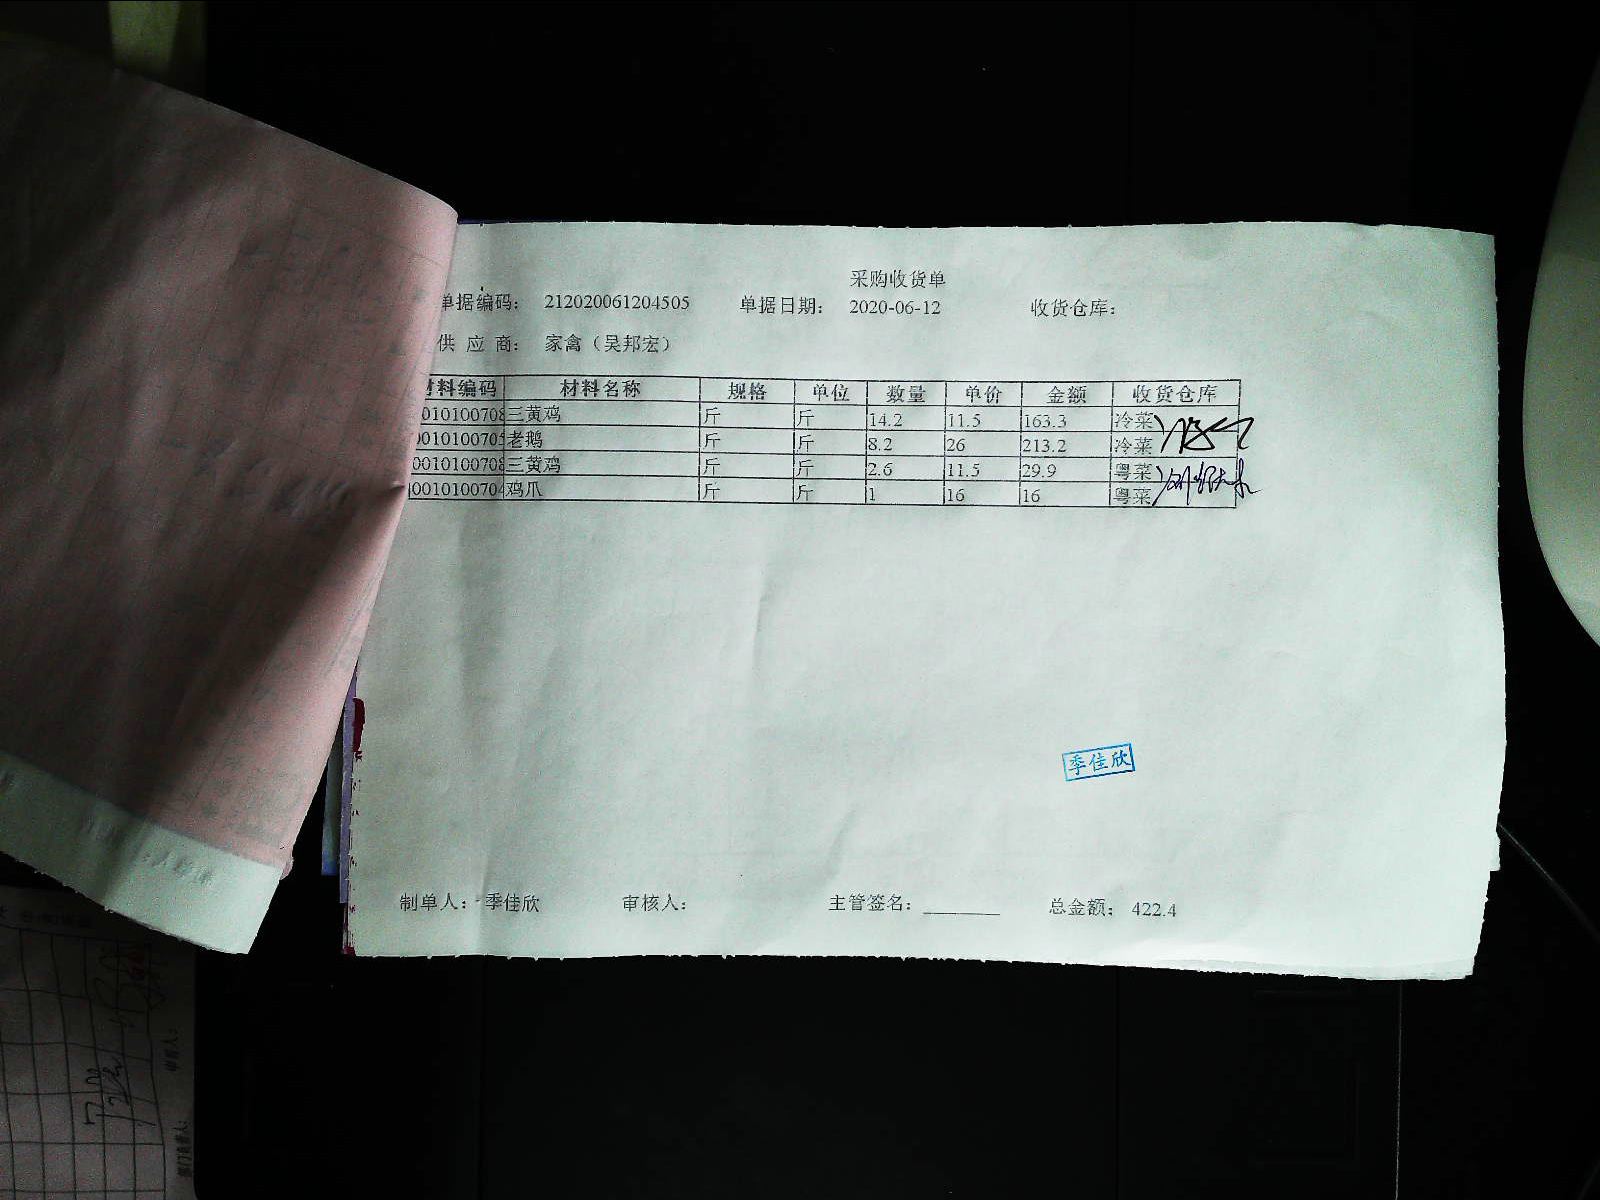 采购收货单
单据编码： 212020061204505 单据日期： 2020-06-12 收货仓库：
供 应 商： 家禽（吴邦宏）
材料编码 材料名称 规格 单位 数量 单价 金额 收货仓库
0010100708 三黄鸡 斤 斤 14.2 11.5 163.3 冷菜
0010100705 老鹅 斤 斤 8.2 26 213.2 冷菜
0010100708 三黄鸡 斤 斤 2.6 11.5 29.9 粤菜
0010100704 鸡爪 斤 斤 1 16 16 粤菜
季佳欣
制单人： 季佳欣 审核人： 主管签名： ________ 总金额： 422.4